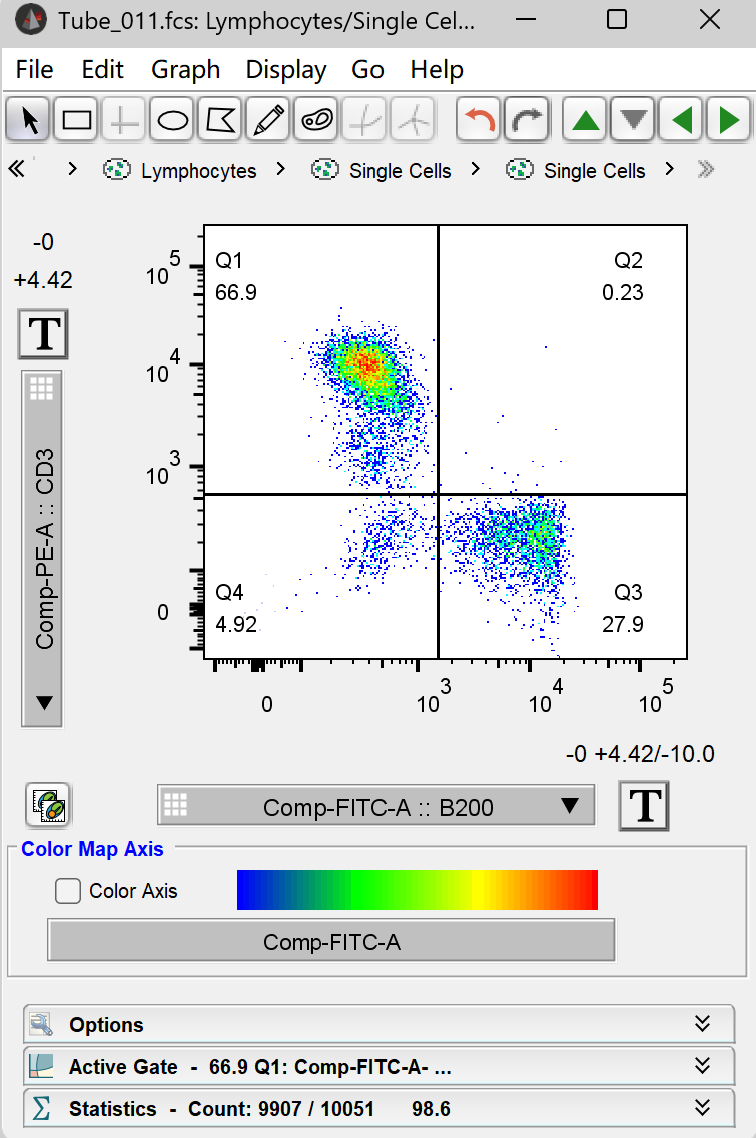 Tube_011.fcs: Lymphocytes/Single Cel...
File Edit Graph Display Go Help
Lymphocytes Single Cells Single Cells
-0
+4.42
T
Comp-PE-A :: CD3
10^5
10^4
10^3
0
Q1
66.9
Q2
0.23
Q4
4.92
Q3
27.9
0 10^3 10^4 10^5
-0 +4.42/-10.0
Comp-FITC-A :: B200
T
Color Map Axis
Color Axis
Comp-FITC-A
Options
Active Gate - 66.9 Q1: Comp-FITC-A- ...
Statistics - Count: 9907 / 10051 98.6